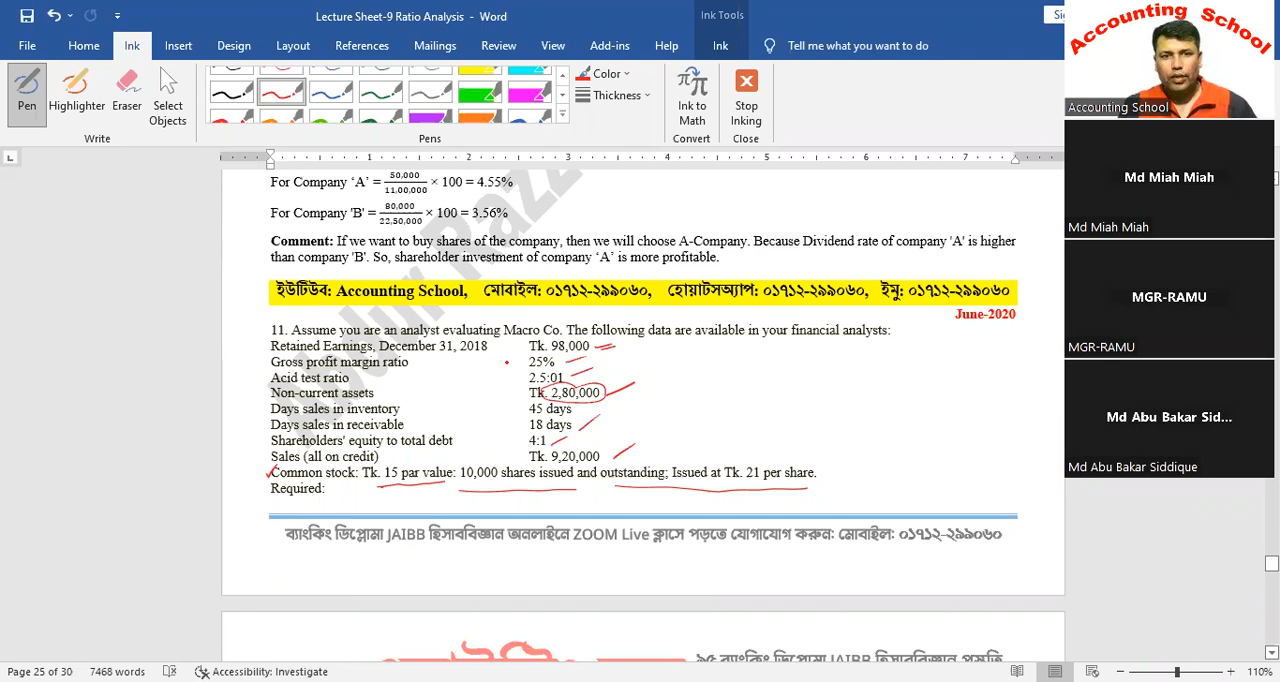 Lecture Sheet-9 Ratio Analysis - Word
Ink Tools
File Home Ink Insert Design Layout References Mailings Review View Add-ins Help Ink Tell me what you want to do
Pen Highlighter Eraser Select Objects
Color
Thickness
Ink to Math
Stop Inking
Write Pens Convert Close
Accounting School
Accounting School
Md Miah Miah
Md Miah Miah
MGR-RAMU
MGR-RAMU
Md Abu Bakar Sid...
Md Abu Bakar Siddique
1 2 3 4 5 6 7
For Company ‘A’ = 50,000/11,00,000 × 100 = 4.55%
For Company 'B' = 80,000/22,50,000 × 100 = 3.56%
Comment: If we want to buy shares of the company, then we will choose A-Company. Because Dividend rate of company 'A' is higher
than company 'B'. So, shareholder investment of company ‘A’ is more profitable.
ইউটিউব: Accounting School, মোবাইল: ০১৭১২-২৯৯০৬০, হোয়াটসঅ্যাপ: ০১৭১২-২৯৯০৬০, ইমু: ০১৭১২-২৯৯০৬০
June-2020
11. Assume you are an analyst evaluating Macro Co. The following data are available in your financial analysts:
Retained Earnings, December 31, 2018 Tk. 98,000
Gross profit margin ratio 25%
Acid test ratio 2.5:01
Non-current assets Tk. 2,80,000
Days sales in inventory 45 days
Days sales in receivable 18 days
Shareholders' equity to total debt 4:1
Sales (all on credit) Tk. 9,20,000
Common stock: Tk. 15 par value: 10,000 shares issued and outstanding; Issued at Tk. 21 per share.
Required:
ব্যাংকিং ডিপ্লোমা JAIBB হিসাববিজ্ঞান অনলাইনে ZOOM Live ক্লাসে পড়তে যোগাযোগ করুন: মোবাইল: ০১৭১২-২৯৯০৬০
Page 25 of 30 7468 words Accessibility: Investigate 110%